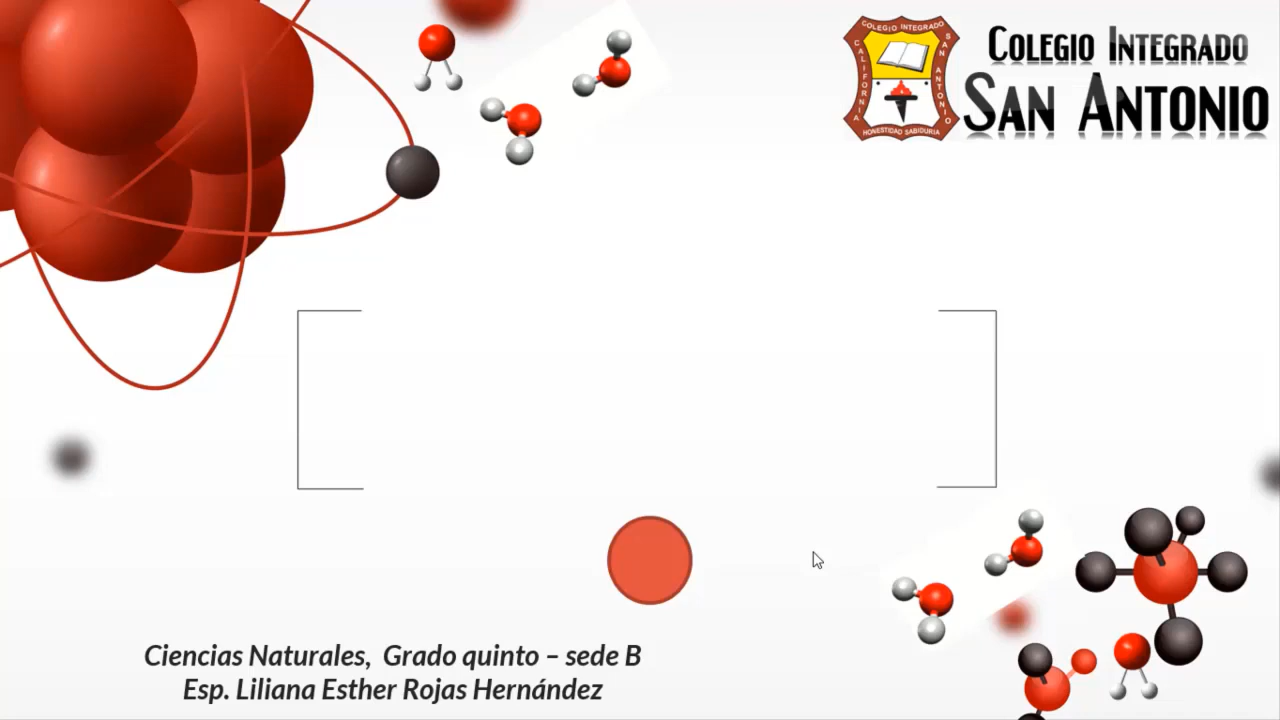 COLEGIO INTEGRADO
SAN ANTONIO
CALIFORNIA
HONESTIDAD SABIDURIA
COLEGIO INTEGRADO
SAN ANTONIO
Ciencias Naturales, Grado quinto – sede B
Esp. Liliana Esther Rojas Hernández